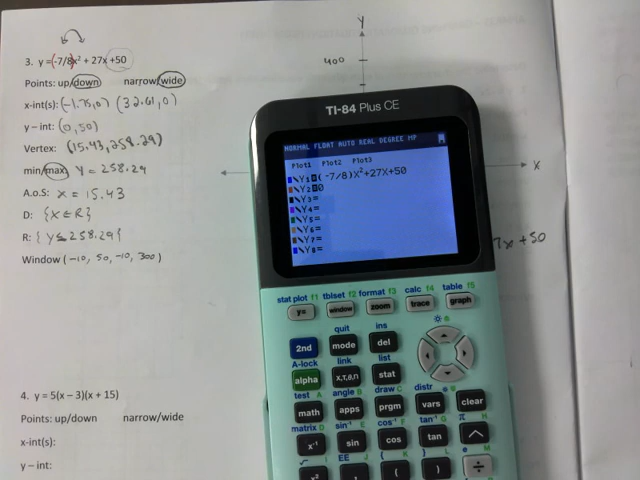 3. y = (-7/8)x² + 27x +50
Points: up/down narrow/wide
x-int(s): (-1.75,0) (32.61,0)
y – int: (0,50)
Vertex: (15.43,258.29)
min/max: y = 258.29
A.o.S: x = 15.43
D: {x∈R}
R: { y≤258.29}
Window (-10, 50, -10, 300)
4. y = 5(x – 3)(x + 15)
Points: up/down narrow/wide
x-int(s):
y – int:
Y
400
X
7x + 50
TI-84 Plus CE
NORMAL FLOAT AUTO REAL DEGREE MP
Plot1 Plot2 Plot3
Y1=(-7/8)X²+27X+50
Y2=0
Y3=
Y4=
Y5=
Y6=
Y7=
Y8=
stat plot f1 tblset f2 format f3 calc f4 table f5
y= window zoom trace graph
quit ins
2nd mode del
A-lock link list
alpha X,T,θ,n stat
test A angle B draw C distr
math apps prgm vars clear
matrix D sin⁻¹ E cos⁻¹ F tan⁻¹ G π H
x⁻¹ sin cos tan ^
√ I EE J { K } L e M
x² , ( ) ÷